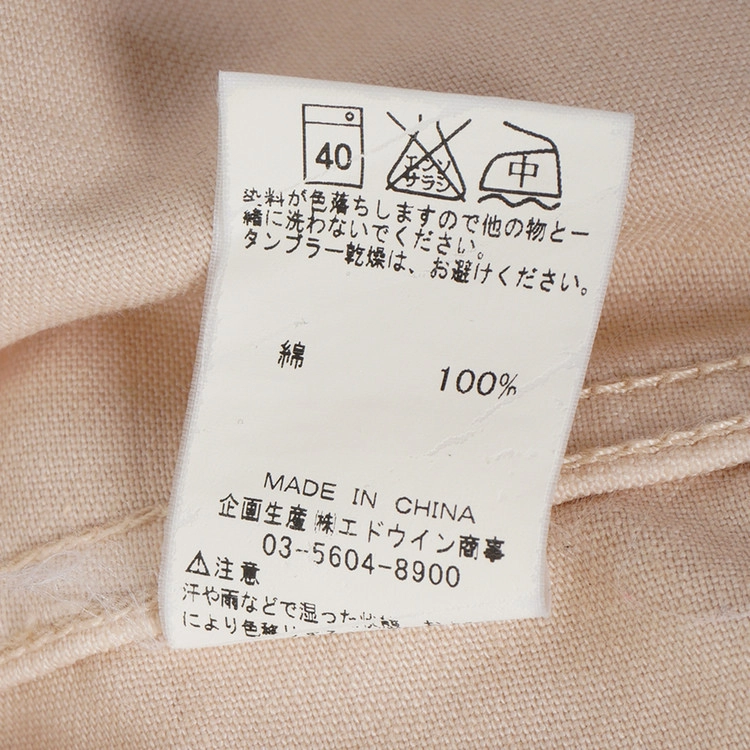 40
エンソ
サラシ
中
染料が色落ちしますので他の物と一
緒に洗わないでください。
タンブラー乾燥は、お避けください。
綿 100%
MADE IN CHINA
企画生産㈱エドウイン商事
03-5604-8900
⚠注意
汗や雨などで湿った状態
により色